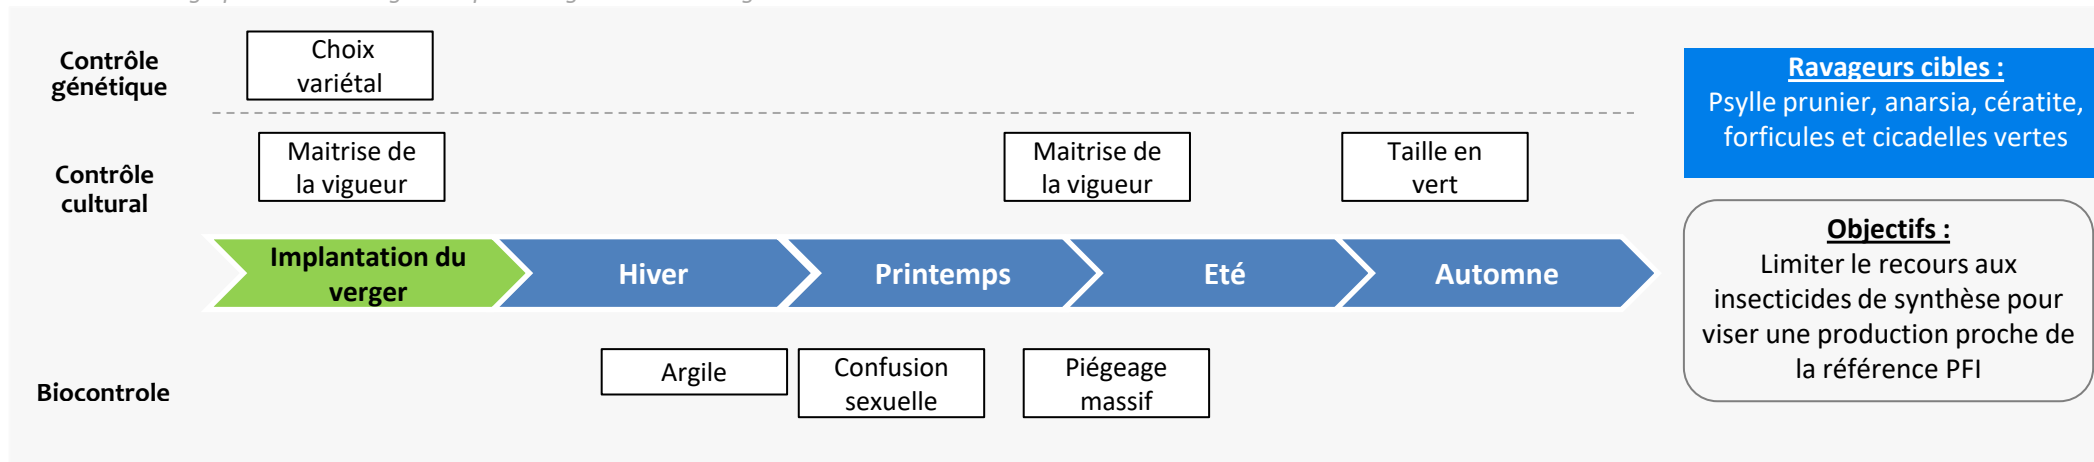 Contrôle
génétique
Choix
variétal
Contrôle
cultural
Maitrise de
la vigueur
Maitrise de
la vigueur
Taille en
vert
Implantation du
verger
Hiver
Printemps
Eté
Automne
Biocontrole
Argile
Confusion
sexuelle
Piégeage
massif
Ravageurs cibles :
Psylle prunier, anarsia, cératite,
forficules et cicadelles vertes
Objectifs :
Limiter le recours aux
insecticides de synthèse pour
viser une production proche de
la référence PFI